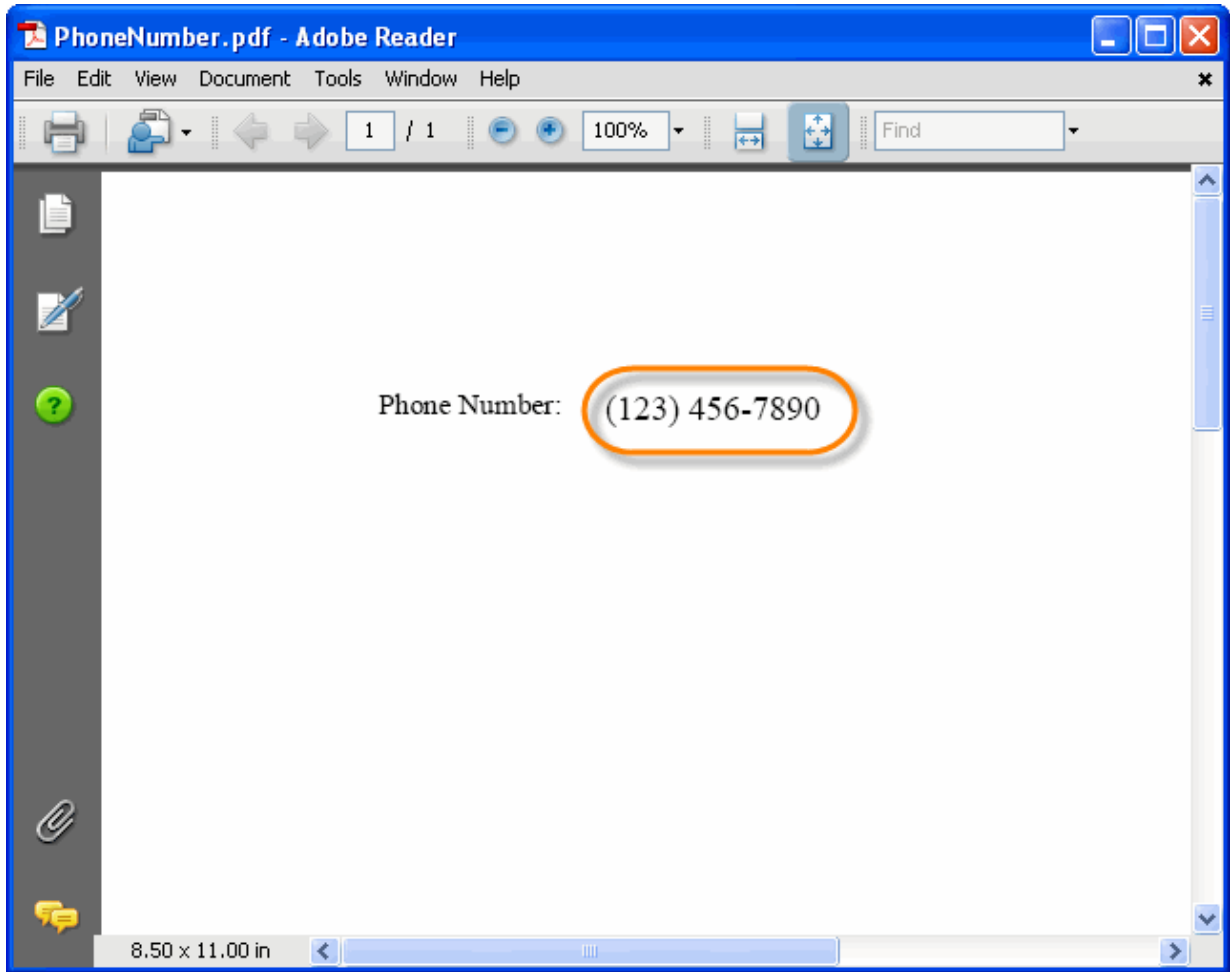 PhoneNumber.pdf - Adobe Reader
File Edit View Document Tools Window Help
1 / 1 100% Find
Phone Number: (123) 456-7890
8.50 x 11.00 in